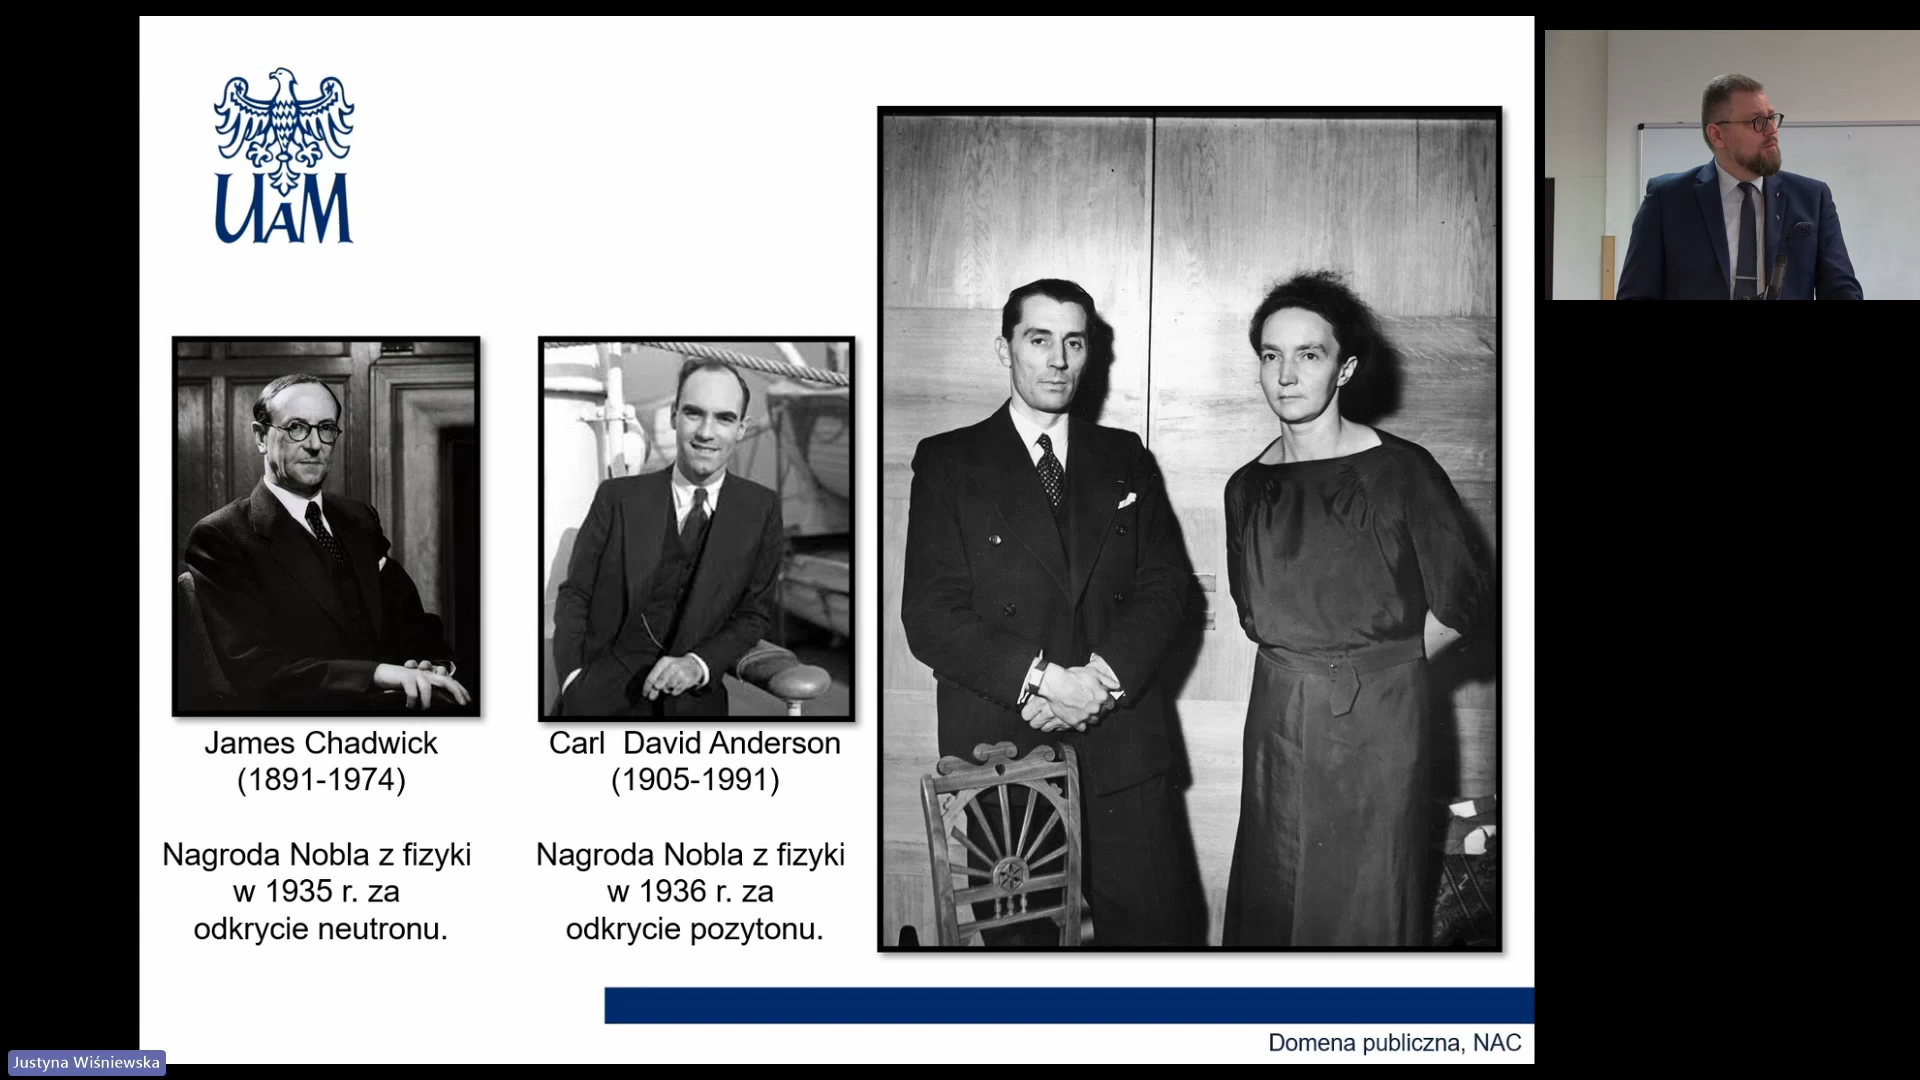 UAM
James Chadwick
(1891-1974)
Nagroda Nobla z fizyki
w 1935 r. za
odkrycie neutronu.
Carl  David Anderson
(1905-1991)
Nagroda Nobla z fizyki
w 1936 r. za
odkrycie pozytonu.
Domena publiczna, NAC
Justyna Wiśniewska